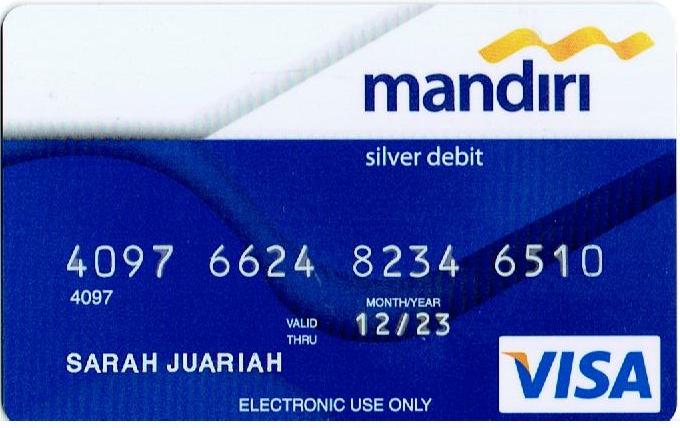 mandiri
silver debit
4097 6624 8234 6510
4097
MONTH/YEAR
VALID THRU 12/23
SARAH JUARIAH
VISA
ELECTRONIC USE ONLY